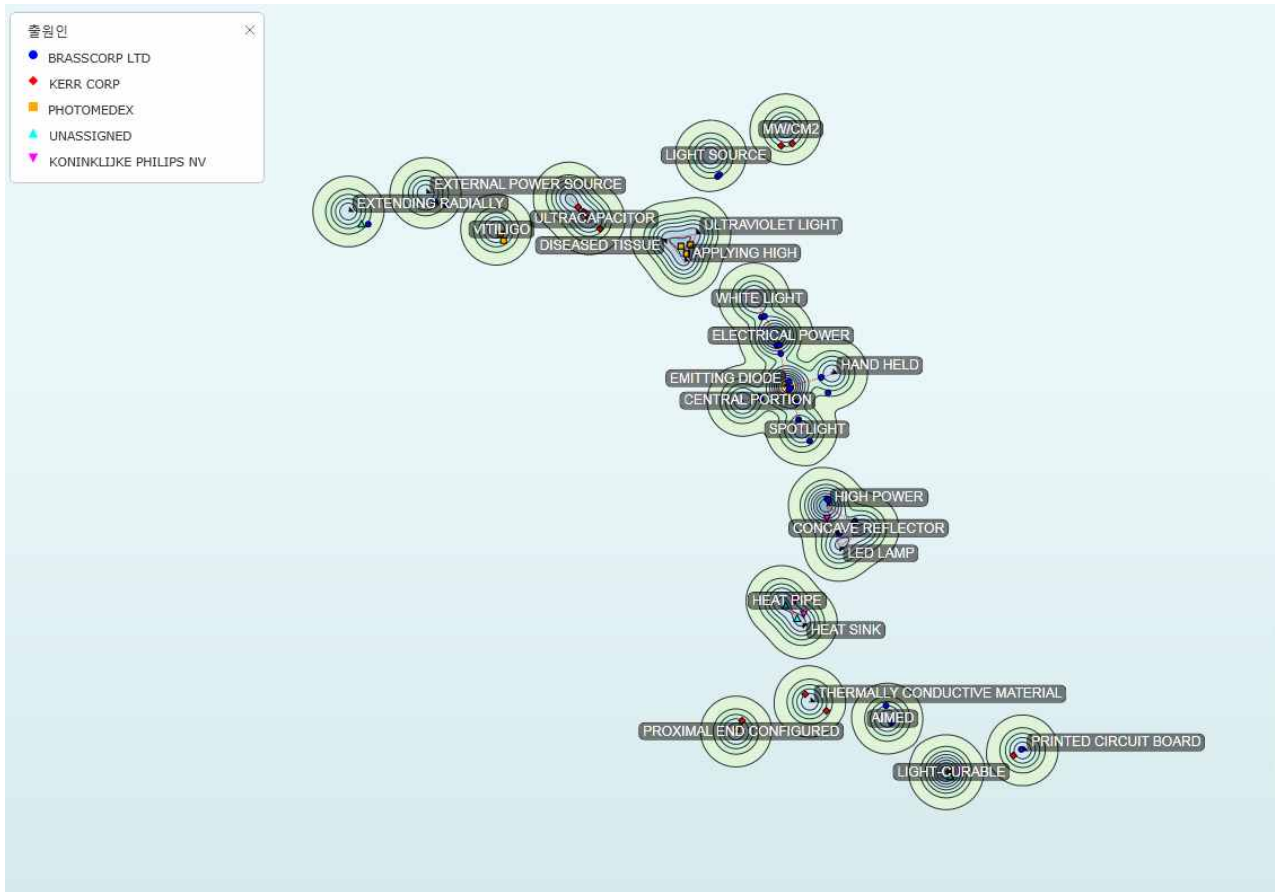 출원인
BRASSCORP LTD
KERR CORP
PHOTOMEDEX
UNASSIGNED
KONINKLIJKE PHILIPS NV
MW/CM2
LIGHT SOURCE
EXTERNAL POWER SOURCE
EXTENDING RADIALLY
ULTRACAPACITOR
VITILIGO
ULTRAVIOLET LIGHT
DISEASED TISSUE
APPLYING HIGH
WHITE LIGHT
ELECTRICAL POWER
HAND HELD
EMITTING DIODE
CENTRAL PORTION
SPOTLIGHT
HIGH POWER
CONCAVE REFLECTOR
LED LAMP
HEAT PIPE
HEAT SINK
THERMALLY CONDUCTIVE MATERIAL
AIMED
PROXIMAL END CONFIGURED
PRINTED CIRCUIT BOARD
LIGHT-CURABLE